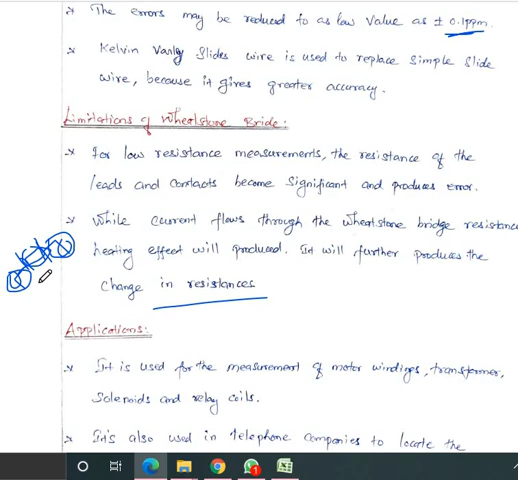 * The errors may be reduced to as low value as ± 0.1ppm
* Kelvin Varley Slides wire is used to replace simple slide
wire, because it gives greater accuracy.
Limitations of Wheatstone Bride:
* For low resistance measurements, the resistance of the
leads and contacts become significant and produces error.
* While current flows through the wheatstone bridge resistance
heating effect will produced. It will further produces the
change in resistances
Applications:
* It is used for the measurement of motor windings, transformer,
solenoids and relay coils.
* It's also used in telephone companies to locate the
1